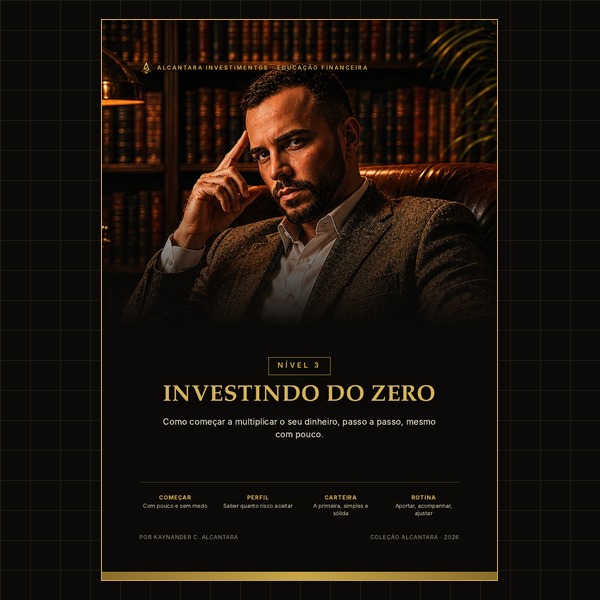 ALCANTARA INVESTIMENTOS · EDUCAÇÃO FINANCEIRA
NÍVEL 3
INVESTINDO DO ZERO
Como começar a multiplicar o seu dinheiro, passo a passo, mesmo
com pouco.
COMEÇAR
Com pouco e sem medo
PERFIL
Saber quanto risco aceitar
CARTEIRA
A primeira, simples e
sólida
ROTINA
Aportar, acompanhar,
ajustar
POR KAYNANDER C. ALCANTARA
COLEÇÃO ALCANTARA · 2026